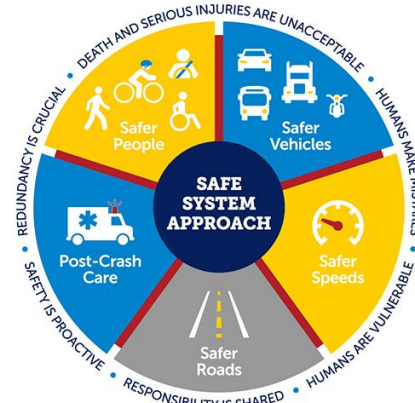 DEATH AND SERIOUS INJURIES ARE UNACCEPTABLE
HUMANS MAKE
HUMANS ARE VULNERABLE
RESPONSIBILITY IS SHARED
SAFETY IS PROACTIVE
REDUNDANCY IS CRUCIAL
Safer
People
Safer
Vehicles
SAFE
SYSTEM
APPROACH
Post-Crash
Care
Safer
Speeds
Safer
Roads